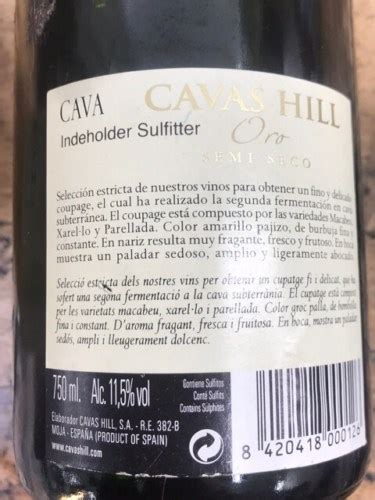 CAVA
CAVAS HILL
Indeholder Sulfitter
Oro
SEMI SECO
Selección estricta de nuestros vinos para obtener un fino y delicado
coupage, el cual ha realizado la segunda fermentación en cava
subterránea. El coupage está compuesto por las variedades Macabeo,
Xarel·lo y Parellada. Color amarillo pajizo, de burbuja fina y
constante. En nariz resulta muy fragante, fresco y frutoso. En boca
muestra un paladar sedoso, amplio y ligeramente abocado
Selecció estricta dels nostres vins per obtenir un cupatge fi i delicat, que ha
sofert una segona fermentació a la cava subterrània. El cupatge està compost
per les varietats macabeu, xarel·lo i parellada. Color groc palla, de bombolla
fina i constant. D'aroma fragant, fresca i fruitosa. En boca, mostra un paladar
sedós, ampli i lleugerament dolcenc.
750 ml. Alc. 11,5% vol
Contiene Sulfitos
Conté Sulfits
Contains Sulphites
Elaborador CAVAS HILL, S.A. - R.E. 382-B
MOJA - ESPAÑA (PRODUCT OF SPAIN)
www.cavashill.com
8 420418 000126